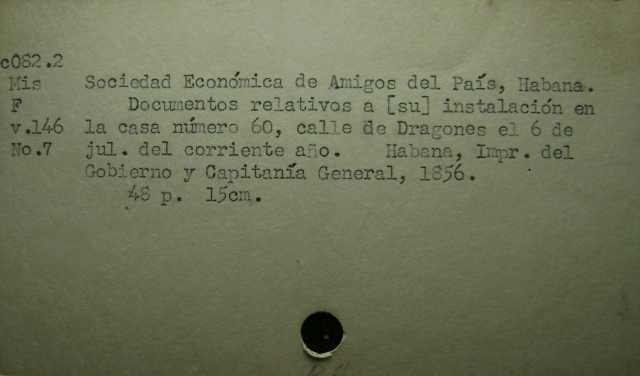 c062.2
Mis Sociedad Económica de Amigos del País, Habana.
F Documentos relativos a [su] instalación en
v.146 la casa número 60, calle de Dragones el 6 de
No.7 jul. del corriente año. Habana, Impr. del
Gobierno y Capitanía General, 1856.
48 p. 15cm.